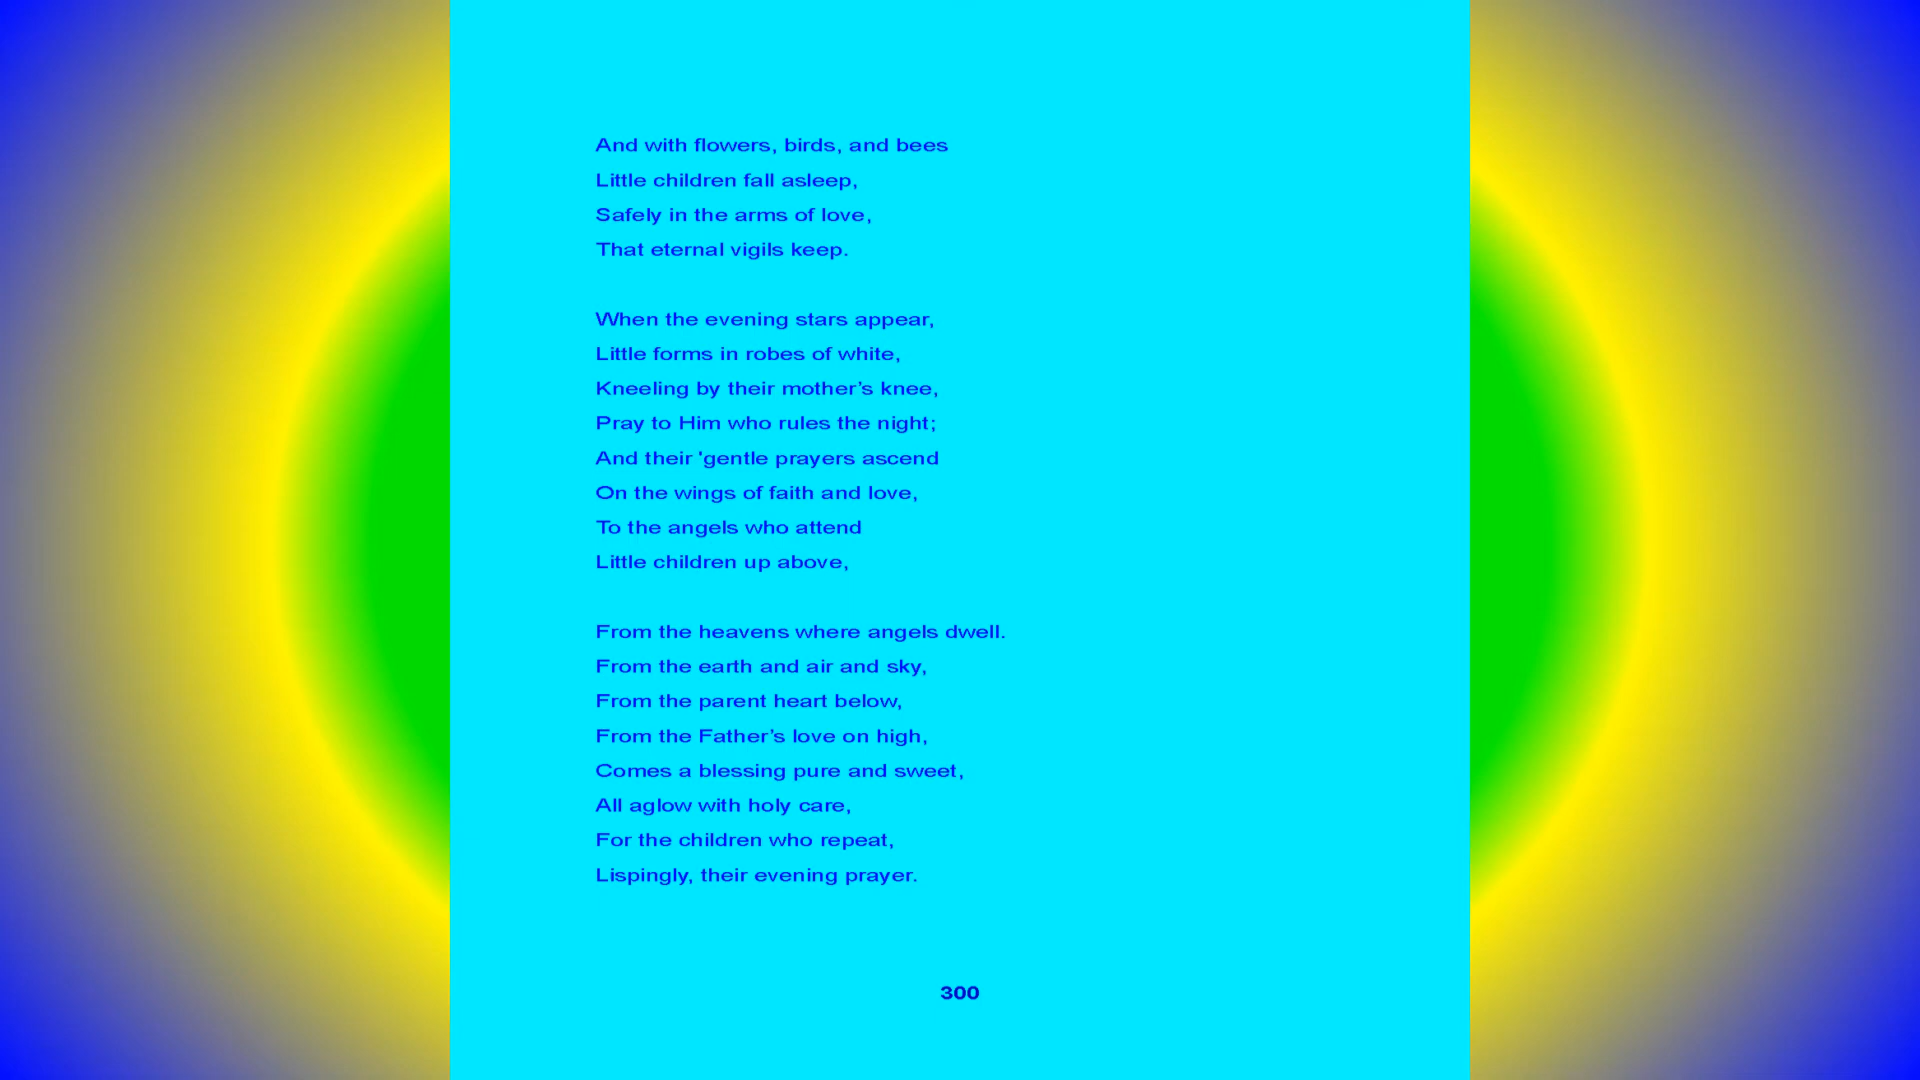 And with flowers, birds, and bees
Little children fall asleep,
Safely in the arms of love,
That eternal vigils keep.

When the evening stars appear,
Little forms in robes of white,
Kneeling by their mother’s knee,
Pray to Him who rules the night;
And their 'gentle prayers ascend
On the wings of faith and love,
To the angels who attend
Little children up above,

From the heavens where angels dwell.
From the earth and air and sky,
From the parent heart below,
From the Father’s love on high,
Comes a blessing pure and sweet,
All aglow with holy care,
For the children who repeat,
Lispingly, their evening prayer.

300